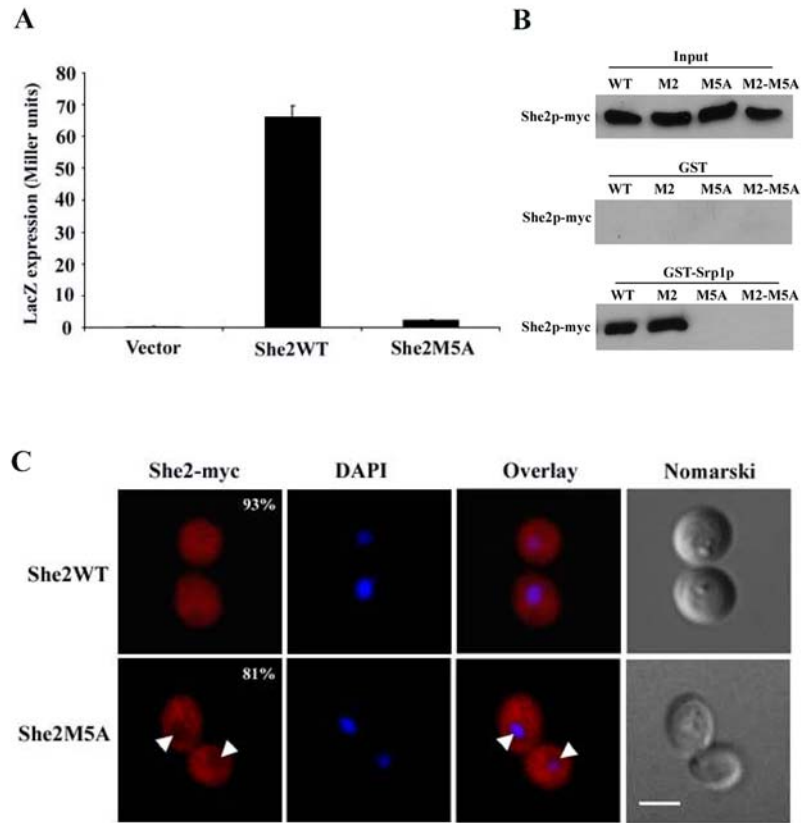 A
LacZ expression (Miller units)
80
70
60
50
40
30
20
10
0
Vector She2WT She2M5A
B
Input
WT M2 M5A M2-M5A
She2p-myc
GST
WT M2 M5A M2-M5A
She2p-myc
GST-Srp1p
WT M2 M5A M2-M5A
She2p-myc
C
She2-myc DAPI Overlay Nomarski
93%
She2WT
81%
She2M5A